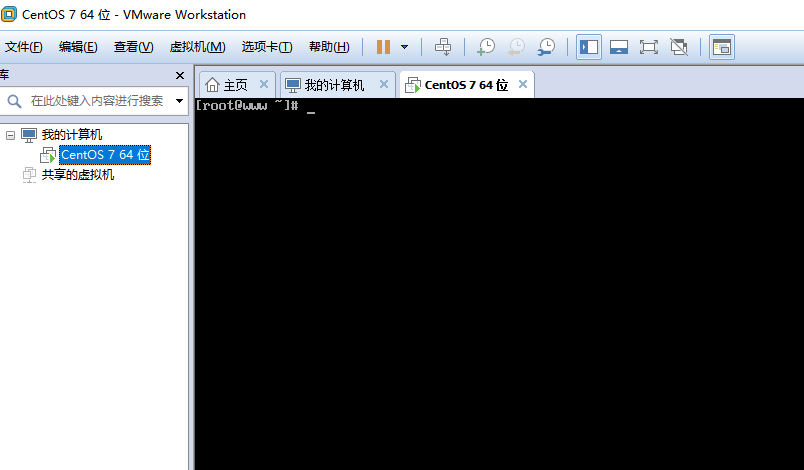 CentOS 7 64 位 - VMware Workstation
文件(F) 编辑(E) 查看(V) 虚拟机(M) 选项卡(T) 帮助(H)
库
在此处键入内容进行搜索
我的计算机
CentOS 7 64 位
共享的虚拟机
主页 我的计算机 CentOS 7 64 位
[root@www ~]# _